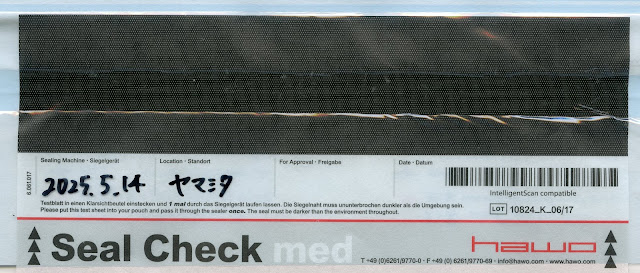 6.061.017
Sealing Machine · Siegelgerät
Location · Standort
For Approval · Freigabe
Date · Datum
2025.5.14
ヤマミタ
IntelligentScan compatible
Testblatt in einen Klarsichtbeutel einstecken und 1 mal durch das Siegelgerät laufen lassen. Die Siegelnaht muss ununterbrochen dunkler als die Umgebung sein.
Please put this test sheet into your pouch and pass it through the sealer once. The seal must be darker than the environment throughout.
LOT 10824_K_06/17
Seal Check med
hawo
T +49 (0)6261/9770-0 · F +49 (0) 6261/9770-69 · info@hawo.com · www.hawo.com